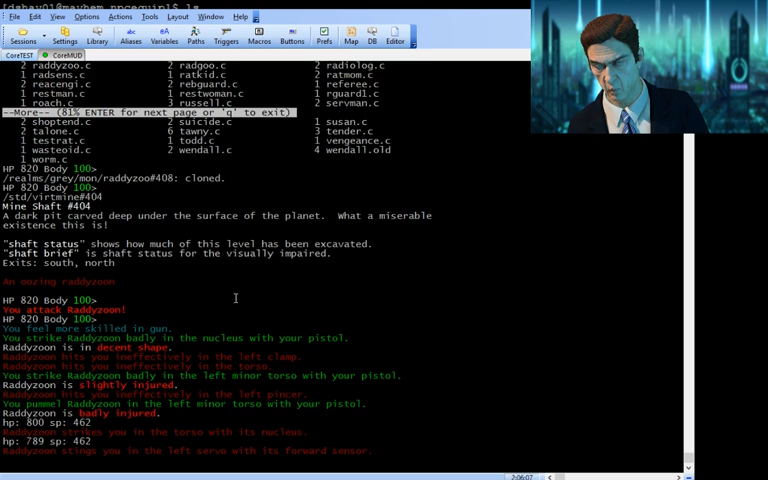 [dshav01@mayhem npcequip]$ ls
File View Options Actions Tools Layout Window Help
Sessions Settings Library Aliases Variables Paths Triggers Macros Buttons Prefs Map DB Editor
CoreTEST CoreMUD
2 raddyzoo.c 2 radgoo.c 2 radiolog.c
1 radsens.c 1 ratkid.c 2 ratmom.c
2 reacengi.c 2 rebguard.c 1 referee.c
1 restman.c 1 restwoman.c 1 rguard1.c
1 roach.c 3 russell.c 2 servman.c
--More-- (81% ENTER for next page or 'q' to exit)
2 shoptend.c 2 suicide.c 1 susan.c
2 talone.c 6 tawny.c 3 tender.c
1 testrat.c 1 todd.c 1 vengeance.c
2 wasteoid.c 2 wendall.c 4 wendall.old
1 worm.c
HP 820 Body 100>
/realms/grey/mon/raddyzoo#408: cloned.
HP 820 Body 100>
/std/virtmine#404
Mine Shaft #404
A dark pit carved deep under the surface of the planet. What a miserable
existence this is!
"shaft status" shows how much of this level has been excavated.
"shaft brief" is shaft status for the visually impaired.
Exits: south, north
An oozing raddyzoon
HP 820 Body 100>
You attack Raddyzoon!
HP 820 Body 100>
You feel more skilled in gun.
You strike Raddyzoon badly in the nucleus with your pistol.
Raddyzoon is in decent shape.
Raddyzoon hits you ineffectively in the left clamp.
Raddyzoon hits you ineffectively in the torso.
You strike Raddyzoon badly in the left minor torso with your pistol.
Raddyzoon is slightly injured.
Raddyzoon hits you ineffectively in the left pincer.
You pummel Raddyzoon in the left minor torso with your pistol.
Raddyzoon is badly injured.
hp: 800 sp: 462
Raddyzoon strikes you in the torso with its nucleus.
hp: 789 sp: 462
Raddyzoon stings you in the left servo with its forward sensor.
2:06:07